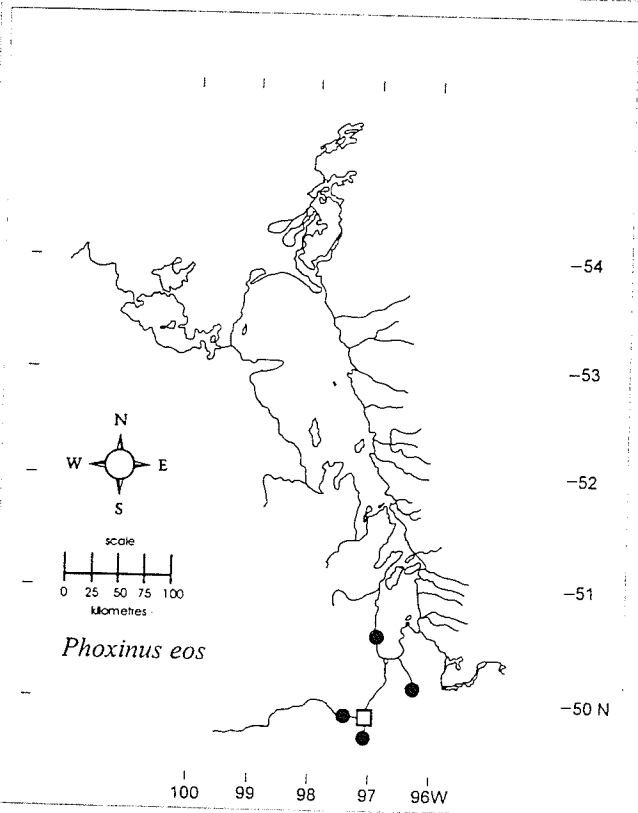 –54
–53
N
W E
S
–52
scale
0 25 50 75 100
kilometres
–51
Phoxinus eos
–50 N
100 99 98 97 96W